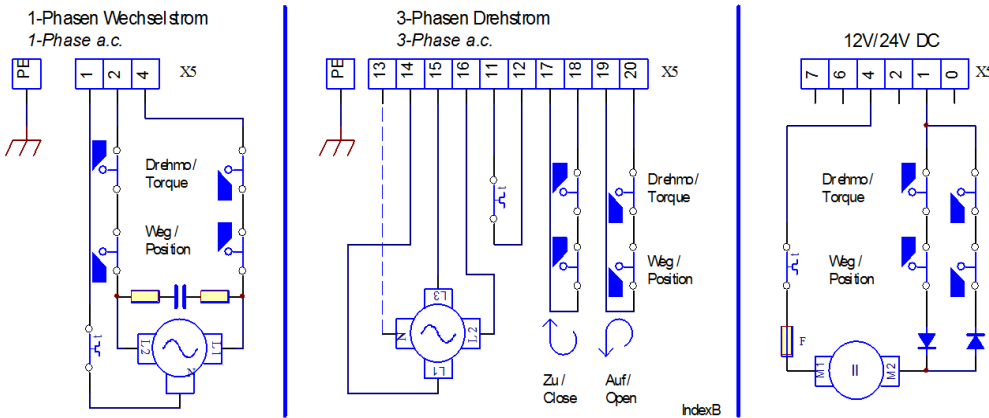 1-Phasen Wechselstrom
1-Phase a.c.
PE
1 2 4 X5
Drehmo/
Torque
Weg/
Position
t
L2 L1
N
3-Phasen Drehstrom
3-Phase a.c.
PE
13 14 15 16 11 12 17 18 19 20 X5
t
Drehmo/
Torque
Weg/
Position
L3
N L2
L1
Zu/
Close
Auf/
Open
IndexB
12V/24V DC
7 6 4 2 1 0 X5
Drehmo/
Torque
Weg/
Position
t
F
M1 II M2